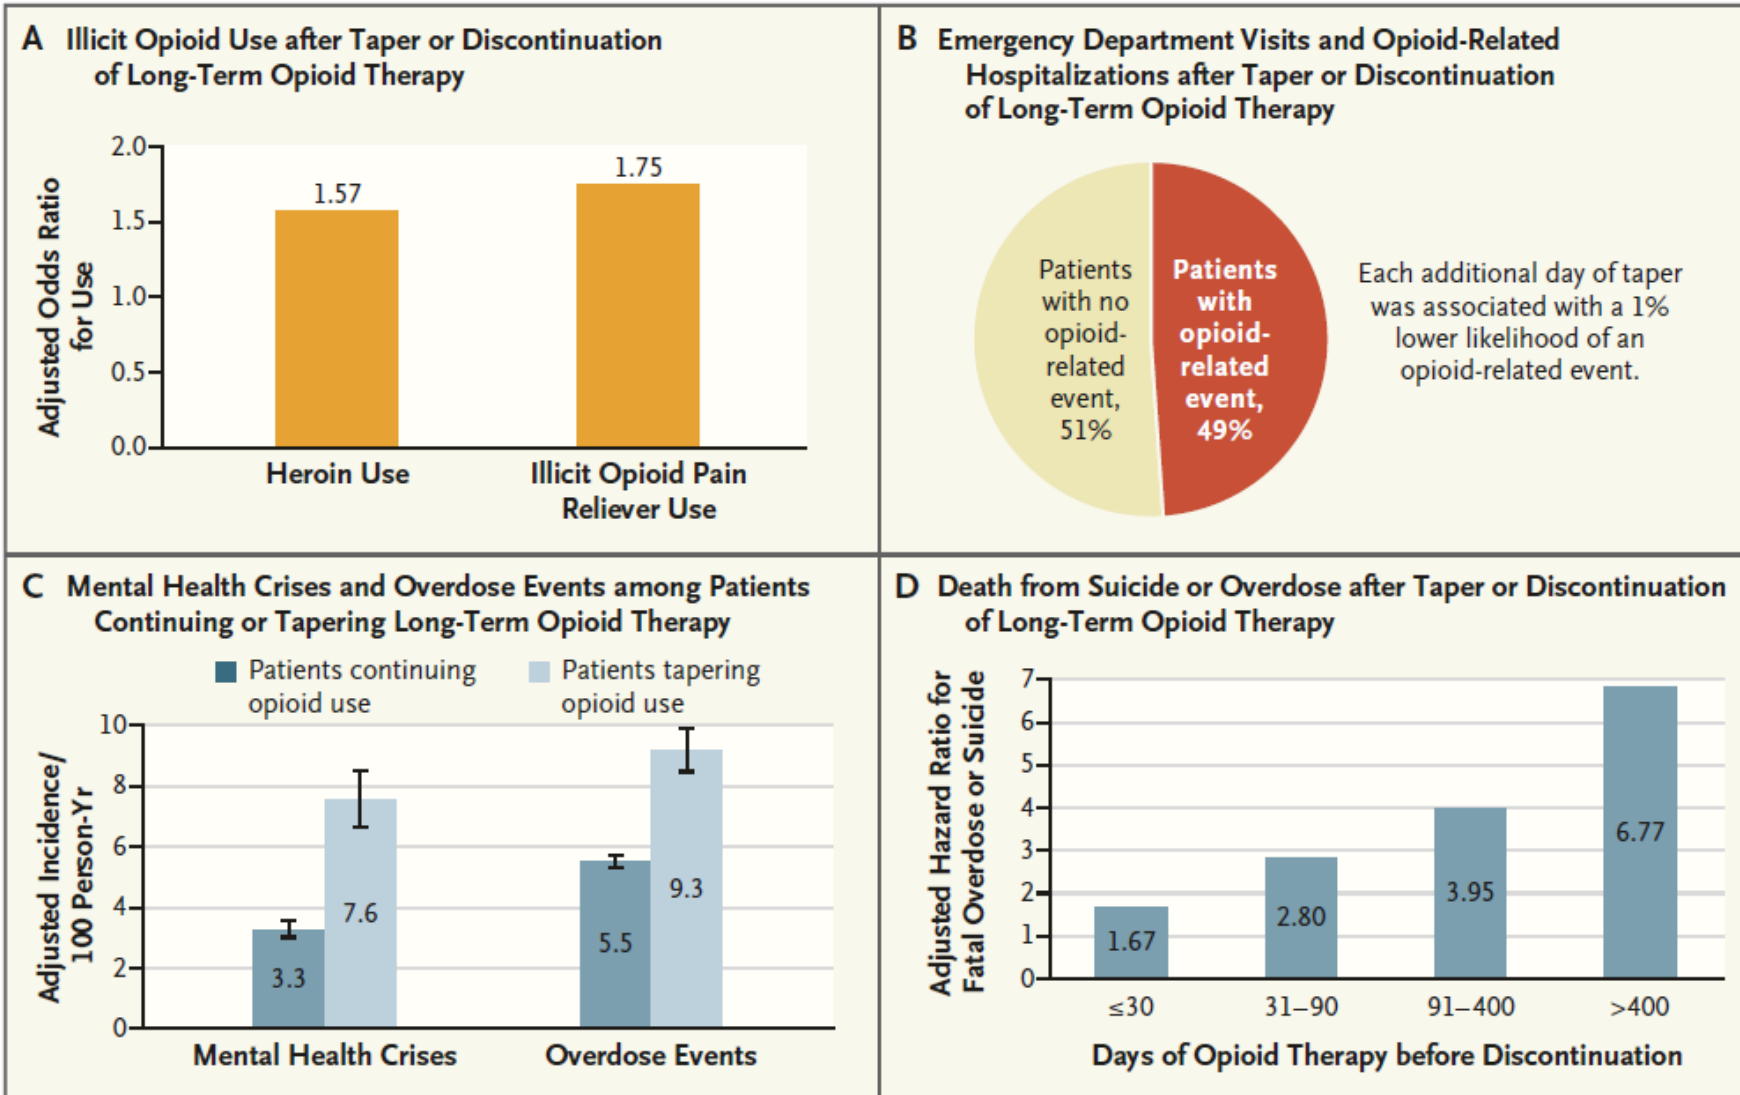 A Illicit Opioid Use after Taper or Discontinuation
of Long-Term Opioid Therapy
Adjusted Odds Ratio
for Use
2.0
1.5
1.0
0.5
0.0
1.57
1.75
Heroin Use
Illicit Opioid Pain
Reliever Use
B Emergency Department Visits and Opioid-Related
Hospitalizations after Taper or Discontinuation
of Long-Term Opioid Therapy
Patients
with no
opioid-
related
event,
51%
Patients
with
opioid-
related
event,
49%
Each additional day of taper
was associated with a 1%
lower likelihood of an
opioid-related event.
C Mental Health Crises and Overdose Events among Patients
Continuing or Tapering Long-Term Opioid Therapy
Patients continuing
opioid use
Patients tapering
opioid use
Adjusted Incidence/
100 Person-Yr
10
8
6
4
2
0
3.3
7.6
5.5
9.3
Mental Health Crises
Overdose Events
D Death from Suicide or Overdose after Taper or Discontinuation
of Long-Term Opioid Therapy
Adjusted Hazard Ratio for
Fatal Overdose or Suicide
7
6
5
4
3
2
1
0
1.67
2.80
3.95
6.77
≤30
31–90
91–400
>400
Days of Opioid Therapy before Discontinuation